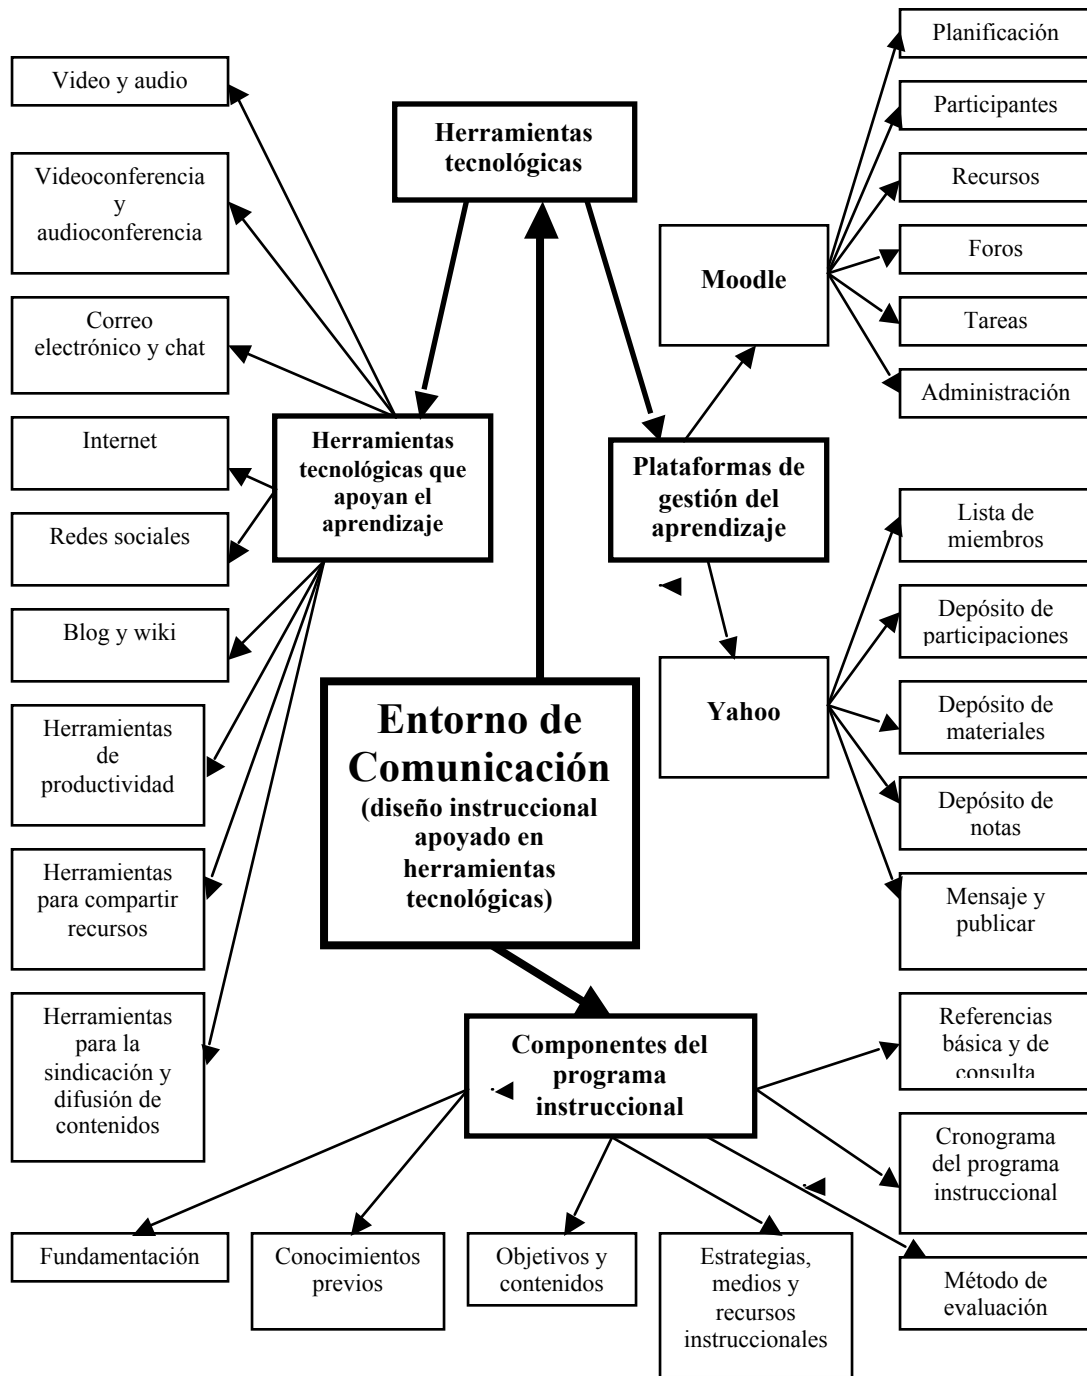 Planificación
Video y audio
Herramientas
tecnológicas
Participantes
Videoconferencia
y
audioconferencia
Recursos
Moodle
Foros
Correo
electrónico y chat
Tareas
Administración
Internet
Herramientas
tecnológicas que
apoyan el
aprendizaje
Plataformas de
gestión del
aprendizaje
Lista de
miembros
Redes sociales
Depósito de
participaciones
Blog y wiki
Entorno de
Comunicación
(diseño instruccional
apoyado en
herramientas
tecnológicas)
Yahoo
Depósito de
materiales
Herramientas
de
productividad
Depósito de
notas
Herramientas
para compartir
recursos
Mensaje y
publicar
Herramientas
para la
sindicación y
difusión de
contenidos
Componentes del
programa
instruccional
Referencias
básica y de
consulta
Cronograma
del programa
instruccional
Fundamentación
Conocimientos
previos
Objetivos y
contenidos
Estrategias,
medios y
recursos
instruccionales
Método de
evaluación